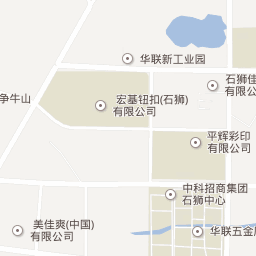 华联新工业园
石狮佳
有限公
宏基钮扣(石狮)
有限公司
争牛山
平辉彩印
有限公司
中科招商集团
石狮中心
美佳爽(中国)
有限公司
华联五金